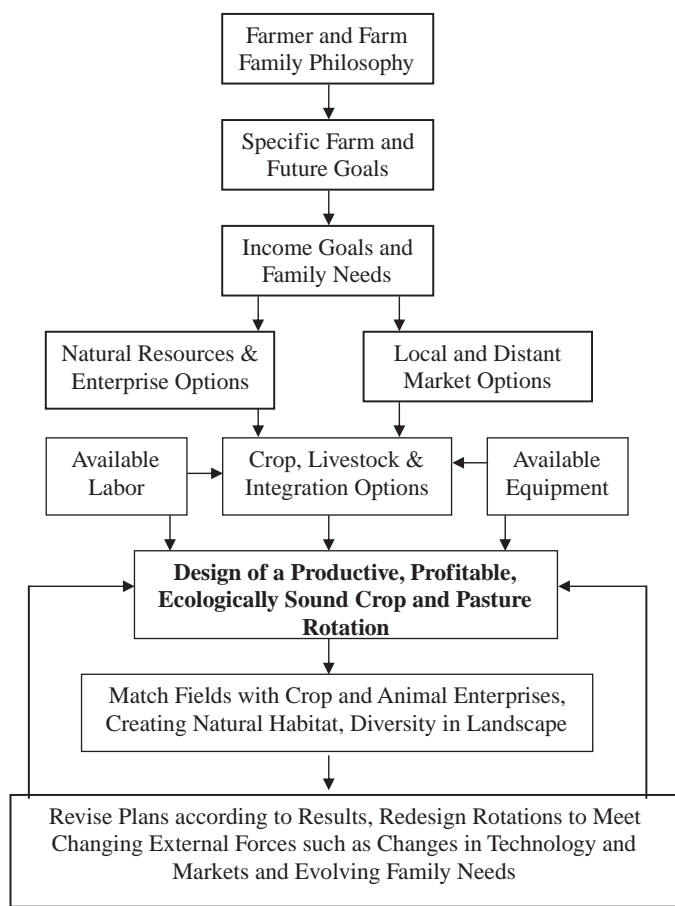 Farmer and Farm
Family Philosophy
Specific Farm and
Future Goals
Income Goals and
Family Needs
Natural Resources &
Enterprise Options
Local and Distant
Market Options
Available
Labor
Crop, Livestock &
Integration Options
Available
Equipment
Design of a Productive, Profitable,
Ecologically Sound Crop and Pasture
Rotation
Match Fields with Crop and Animal Enterprises,
Creating Natural Habitat, Diversity in Landscape
Revise Plans according to Results, Redesign Rotations to Meet
Changing External Forces such as Changes in Technology and
Markets and Evolving Family Needs